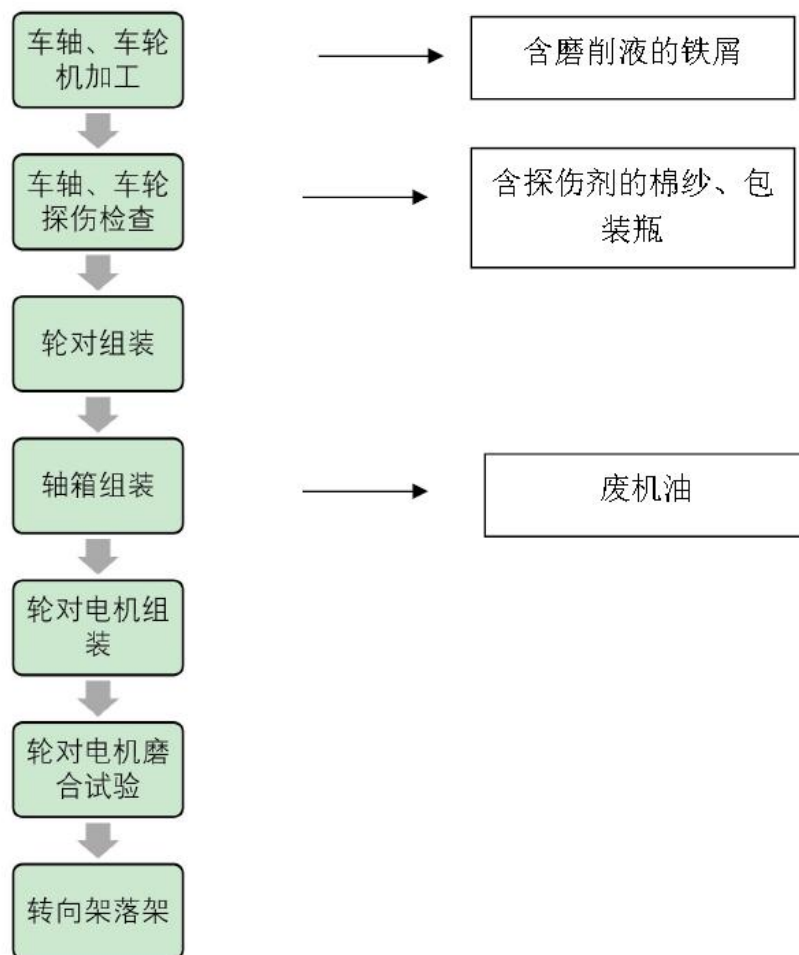 车轴、车轮
机加工
含磨削液的铁屑
车轴、车轮
探伤检查
含探伤剂的棉纱、包
装瓶
轮对组装
轴箱组装
废机油
轮对电机组
装
轮对电机磨
合试验
转向架落架